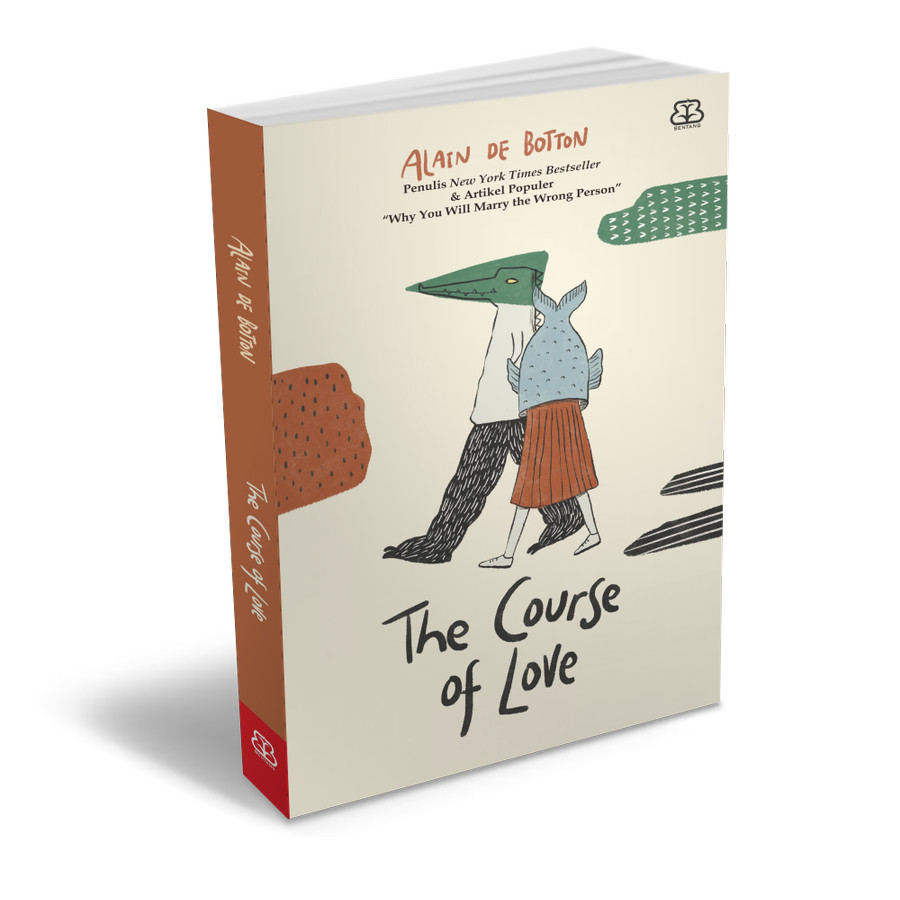 BENTANG
ALAIN DE BOTTON
Penulis New York Times Bestseller
& Artikel Populer
“Why You Will Marry the Wrong Person”
The Course
of Love
ALAIN DE BOTTON
The Course of Love